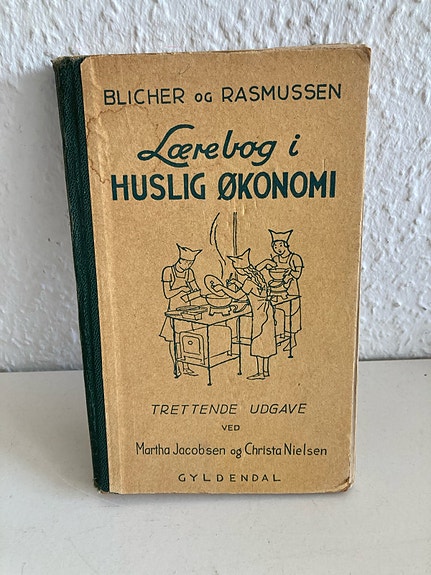 BLICHER OG RASMUSSEN
Lærebog i
HUSLIG ØKONOMI
TRETTENDE UDGAVE
VED
Martha Jacobsen og Christa Nielsen
GYLDENDAL